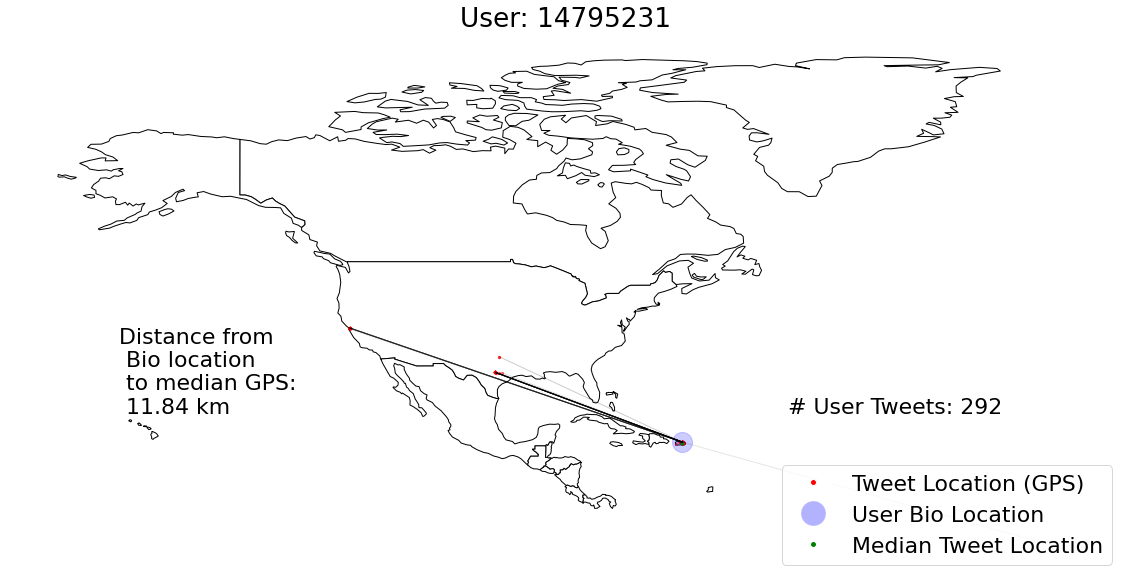 User: 14795231
Distance from
Bio location
to median GPS:
11.84 km
# User Tweets: 292
Tweet Location (GPS)
User Bio Location
Median Tweet Location